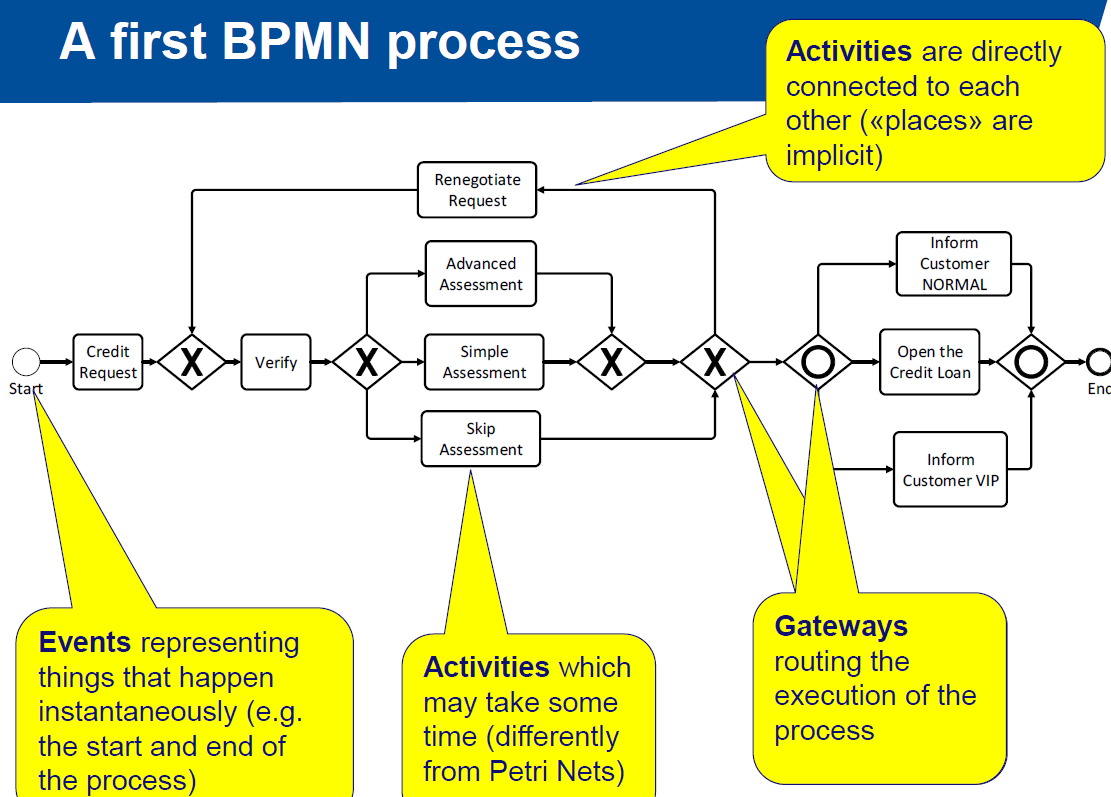 A first BPMN process
Activities are directly
connected to each
other («places» are
implicit)
Renegotiate
Request
Advanced
Assessment
Inform
Customer
NORMAL
Start
Credit
Request
X
Verify
X
Simple
Assessment
X
X
Open the
Credit Loan
End
Skip
Assessment
Inform
Customer VIP
Events representing
things that happen
instantaneously (e.g.
the start and end of
the process)
Activities which
may take some
time (differently
from Petri Nets)
Gateways
routing the
execution of the
process